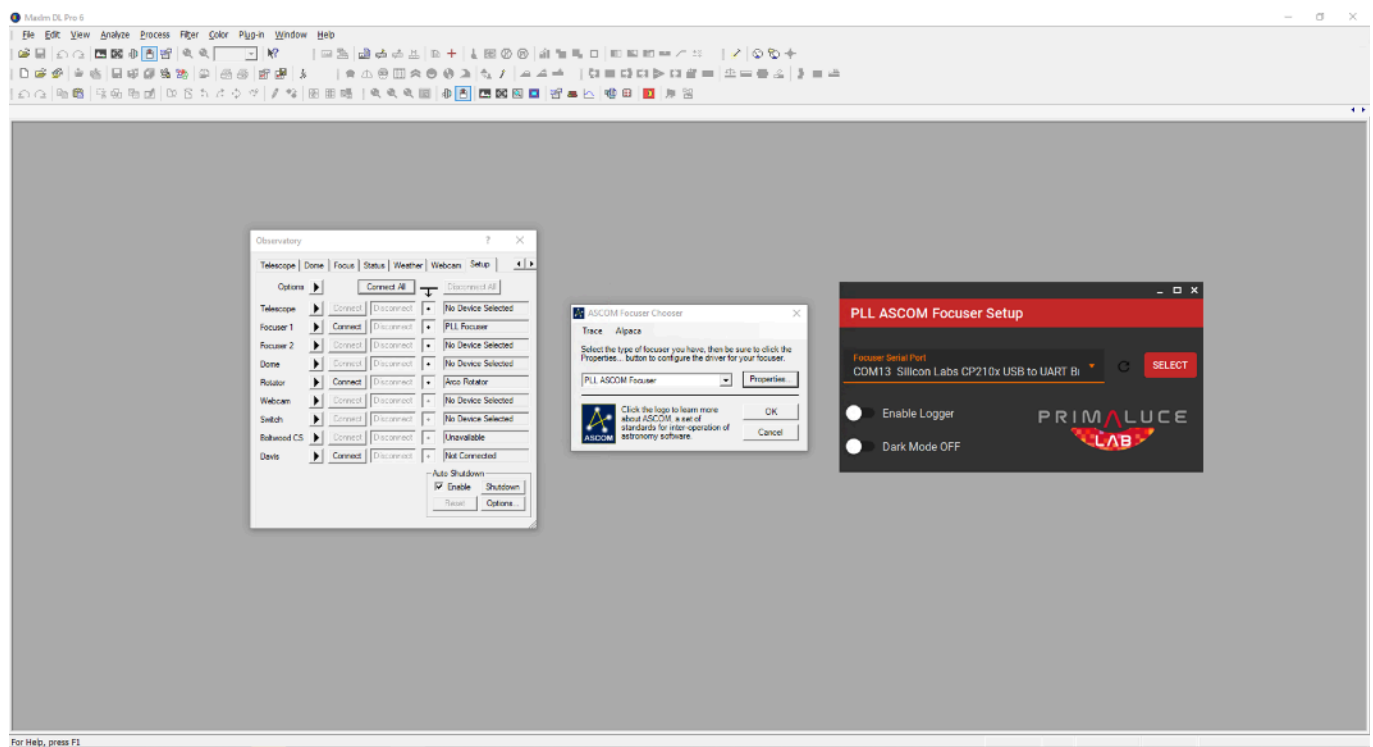 MaxIm DL Pro 6
File Edit View Analyze Process Filter Color Plug-in Window Help
Observatory ? ×
Telescope Dome Focus Status Weather Webcam Setup
Options Connect All Disconnect All
Telescope Connect Disconnect No Device Selected
Focuser 1 Connect Disconnect PLL Focuser
Focuser 2 Connect Disconnect No Device Selected
Dome Connect Disconnect No Device Selected
Rotator Connect Disconnect Arco Rotator
Webcam Connect Disconnect No Device Selected
Switch Connect Disconnect No Device Selected
Boltwood CS Connect Disconnect Unavailable
Davis Connect Disconnect Not Connected
Auto Shutdown
Enable Shutdown
Reset Options...
ASCOM Focuser Chooser
Trace Alpaca
Select the type of focuser you have, then be sure to click the
Properties... button to configure the driver for your focuser.
PLL ASCOM Focuser Properties...
Click the logo to learn more
about ASCOM, a set of
standards for inter-operation of
astronomy software.
ASCOM
OK
Cancel
PLL ASCOM Focuser Setup
Focuser Serial Port
COM13 Silicon Labs CP210x USB to UART Bi
SELECT
Enable Logger
Dark Mode OFF
PRIMALUCE
LAB
For Help, press F1